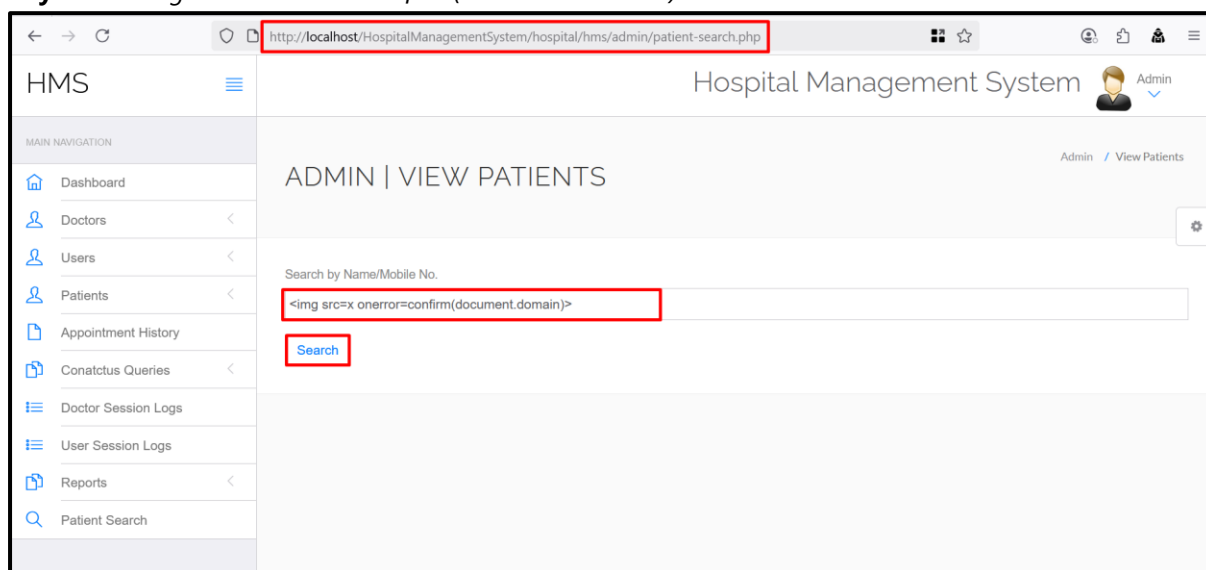 http://localhost/HospitalManagementSystem/hospital/hms/admin/patient-search.php
HMS
Hospital Management System
Admin
MAIN NAVIGATION
Admin / View Patients
ADMIN | VIEW PATIENTS
Dashboard
Doctors
Users
Search by Name/Mobile No.
Patients
<img src=x onerror=confirm(document.domain)>
Appointment History
Search
Conatctus Queries
Doctor Session Logs
User Session Logs
Reports
Patient Search